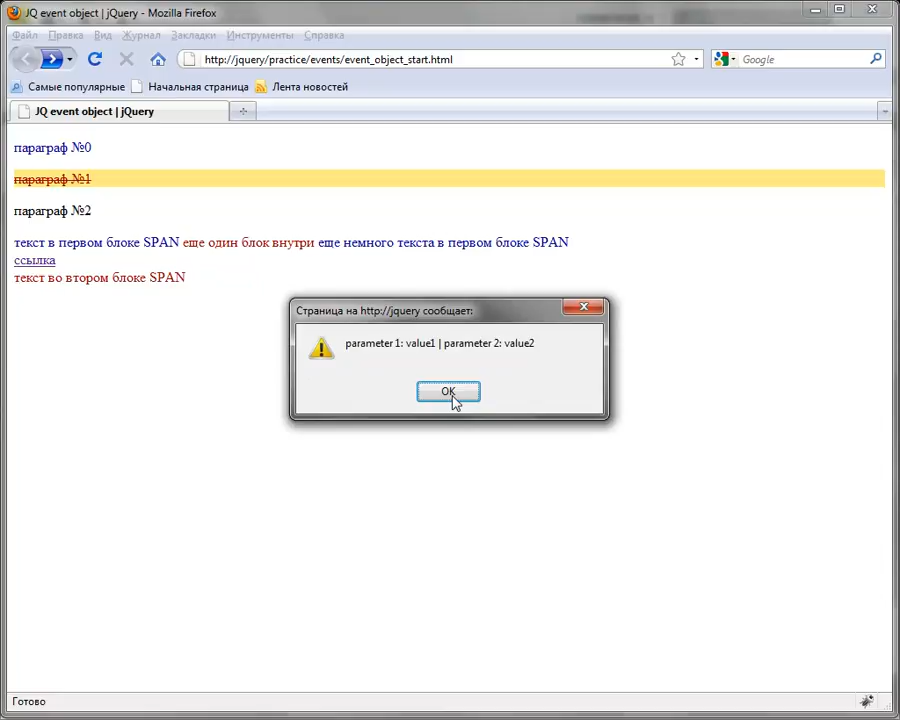 JQ event object | jQuery - Mozilla Firefox
Файл Правка Вид Журнал Закладки Инструменты Справка
http://jquery/practice/events/event_object_start.html Google
Самые популярные Начальная страница Лента новостей
JQ event object | jQuery
параграф №0
параграф №1
параграф №2
текст в первом блоке SPAN еще один блок внутри еще немного текста в первом блоке SPAN
ссылка
текст во втором блоке SPAN
Страница на http://jquery сообщает:
parameter 1: value1 | parameter 2: value2
OK
Готово